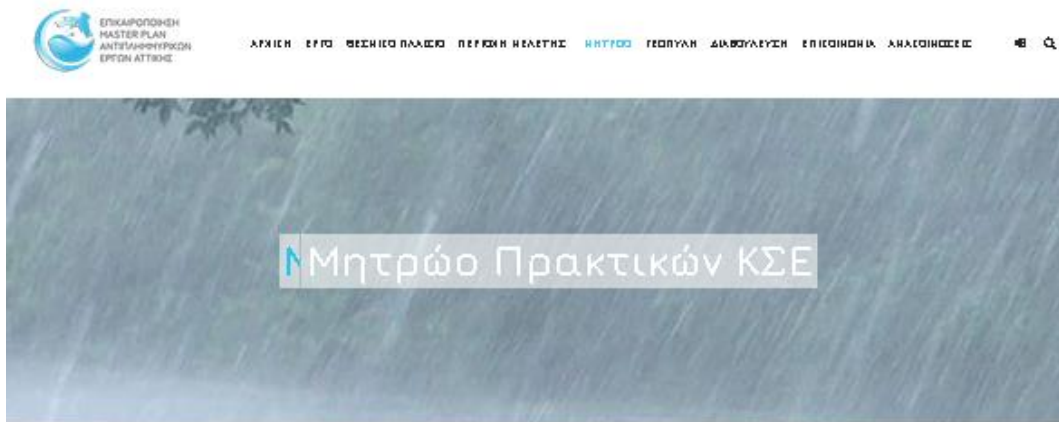 ΕΠΙΚΑΙΡΟΠΟΙΗΣΗ
MASTER PLAN
ΑΝΤΙΠΛΗΜΜΥΡΙΚΩΝ
ΕΡΓΩΝ ΑΤΤΙΚΗΣ
ΑΡΧΙΚΗ ΕΡΓΟ ΘΕΣΜΙΚΟ ΠΛΑΙΣΙΟ ΠΕΡΙΟΧΗ ΜΕΛΕΤΗΣ ΜΗΤΡΩΟ ΓΕΩΠΥΛΗ ΔΙΑΒΟΥΛΕΥΣΗ ΕΠΙΚΟΙΝΩΝΙΑ ΑΝΑΚΟΙΝΩΣΕΙΣ
Μητρώο Πρακτικών ΚΣΕ